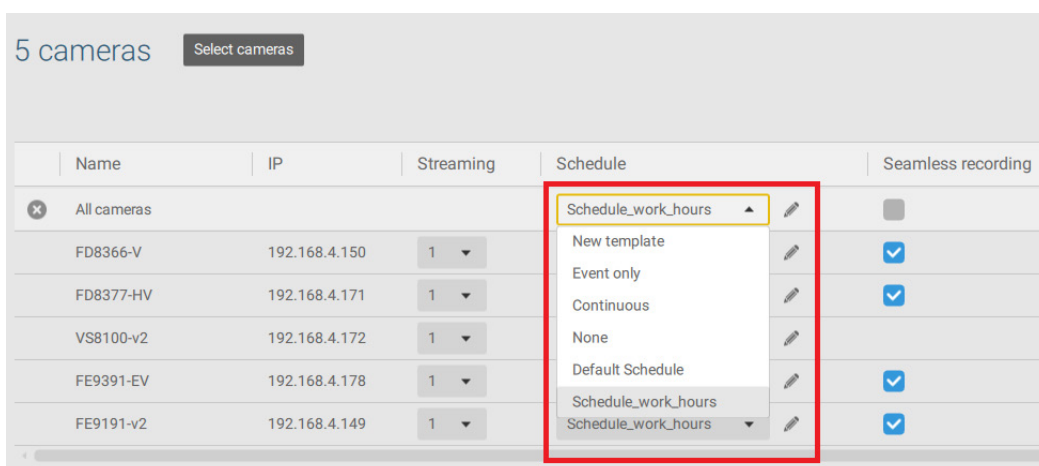 5 cameras Select cameras
Name IP Streaming Schedule Seamless recording
All cameras Schedule_work_hours
FD8366-V 192.168.4.150 1 New template
Event only
FD8377-HV 192.168.4.171 1 Continuous
VS8100-v2 192.168.4.172 1 None
FE9391-EV 192.168.4.178 1 Default Schedule
Schedule_work_hours
FE9191-v2 192.168.4.149 1 Schedule_work_hours